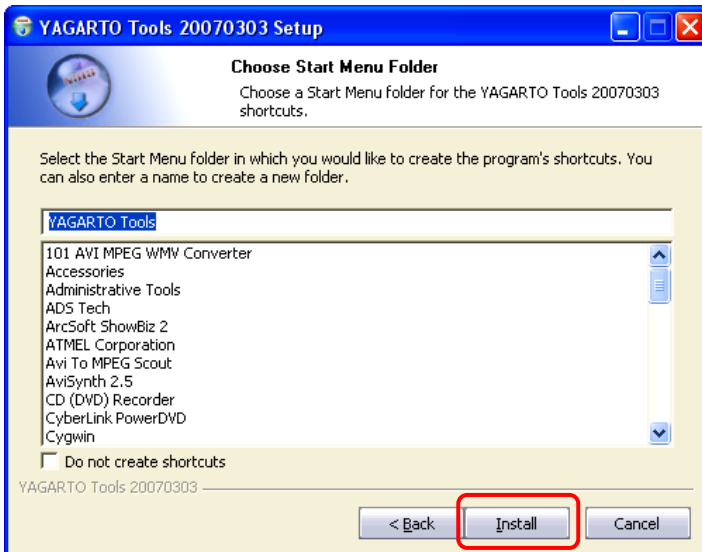 YAGARTO Tools 20070303 Setup
Choose Start Menu Folder
Choose a Start Menu folder for the YAGARTO Tools 20070303
shortcuts.
Select the Start Menu folder in which you would like to create the program's shortcuts. You
can also enter a name to create a new folder.
YAGARTO Tools
101 AVI MPEG WMV Converter
Accessories
Administrative Tools
ADS Tech
ArcSoft ShowBiz 2
ATMEL Corporation
Avi To MPEG Scout
AviSynth 2.5
CD (DVD) Recorder
CyberLink PowerDVD
Cygwin
Do not create shortcuts
YAGARTO Tools 20070303
< Back Install Cancel